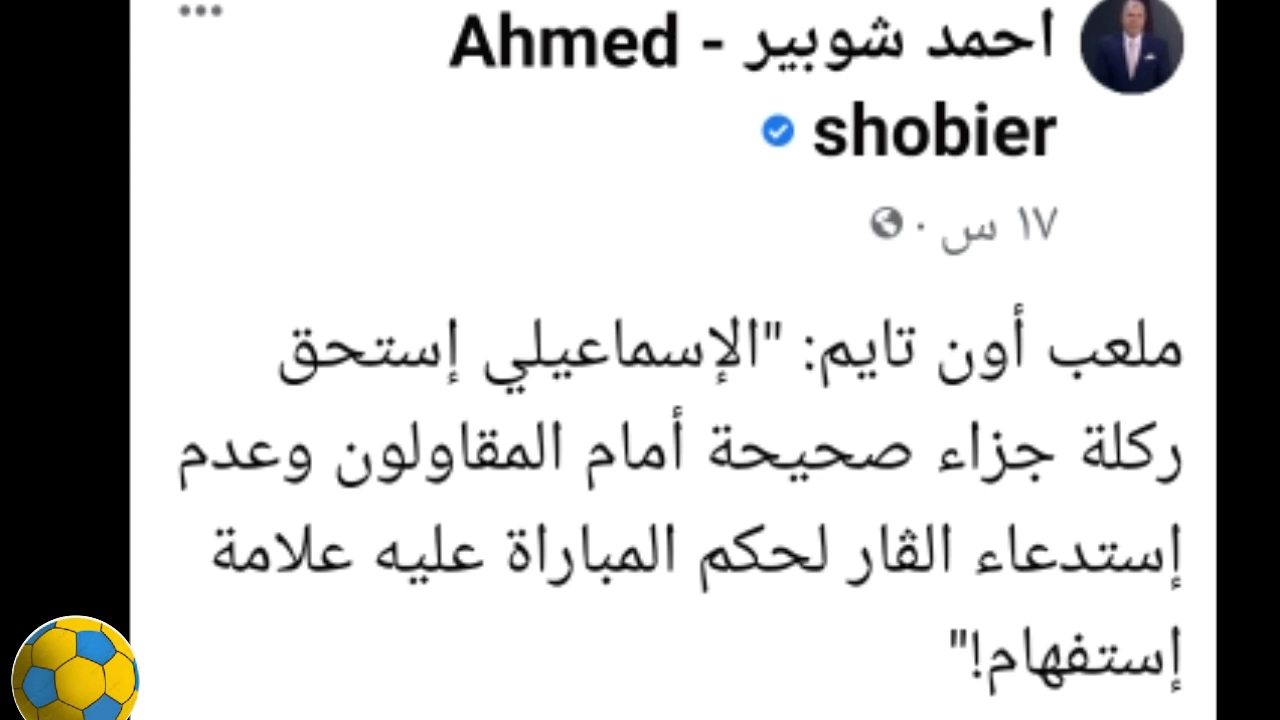 احمد شوبير - Ahmed
shobier
١٧ س ·
ملعب أون تايم: "الإسماعيلي إستحق
ركلة جزاء صحيحة أمام المقاولون وعدم
إستدعاء الڤار لحكم المباراة عليه علامة
إستفهام!"